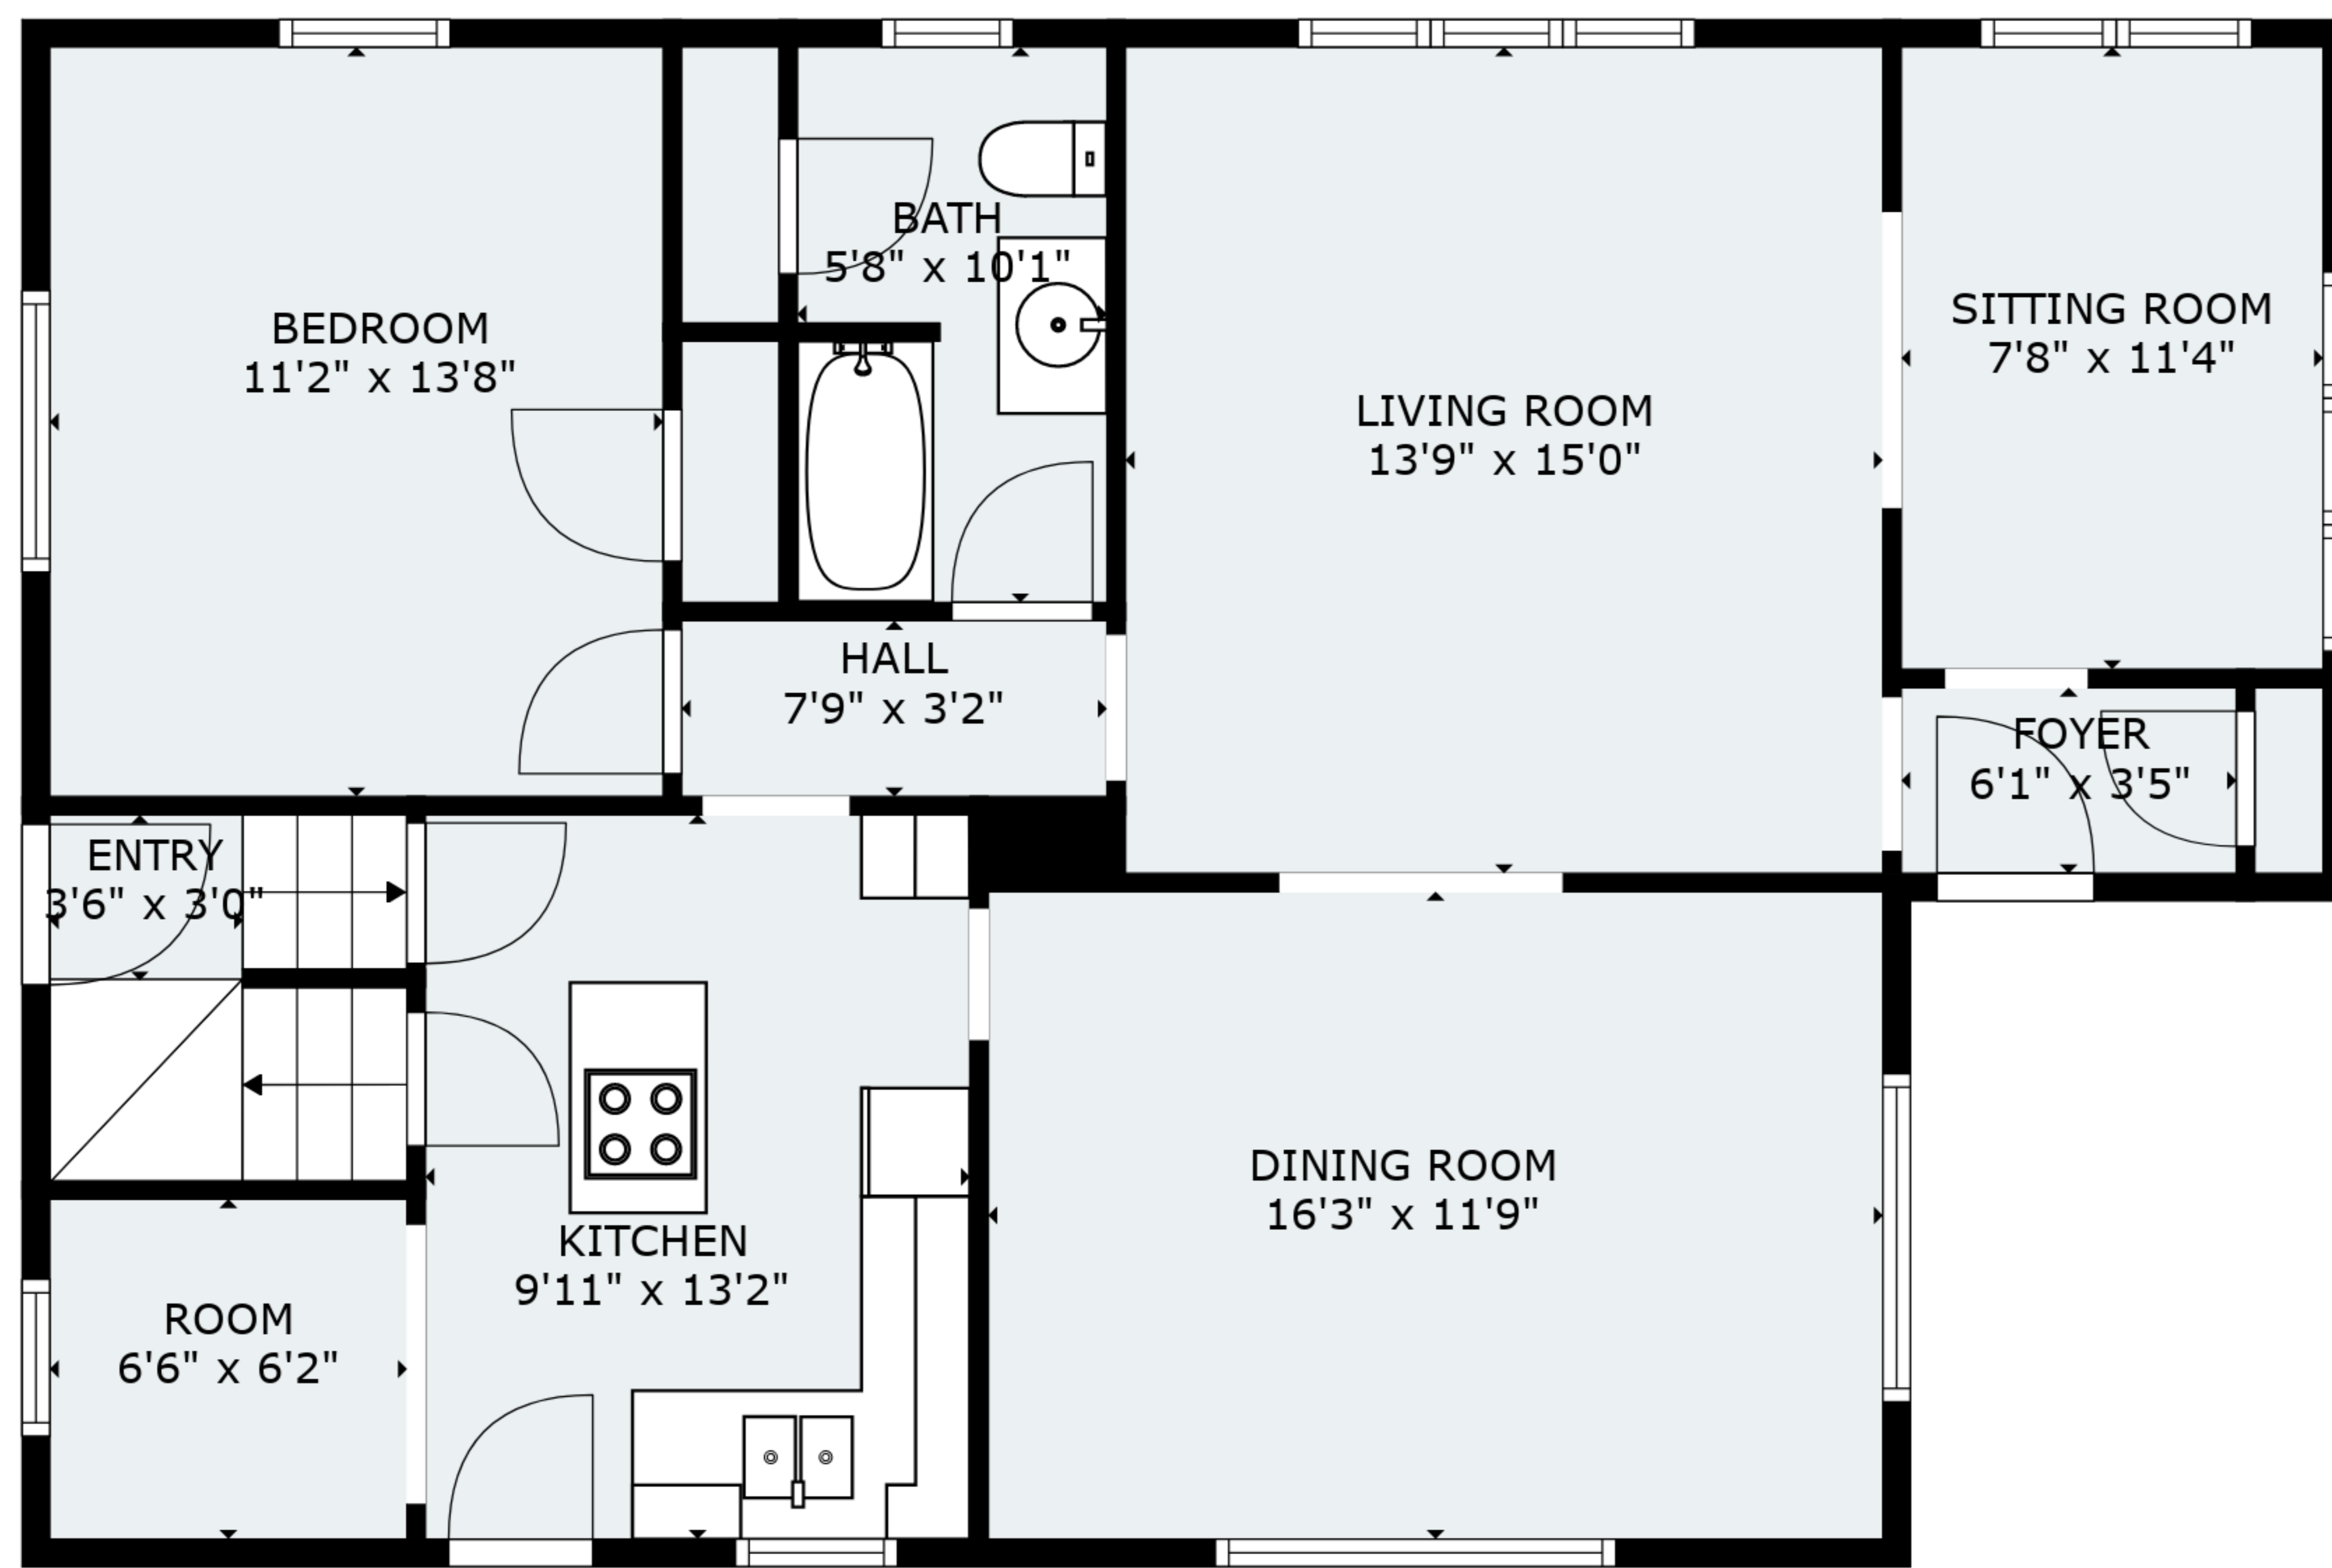 BATH
5'8" x 10'1"
BEDROOM
11'2" x 13'8"
SITTING ROOM
7'8" x 11'4"
LIVING ROOM
13'9" x 15'0"
HALL
7'9" x 3'2"
FOYER
6'1" x 3'5"
ENTRY
3'6" x 3'0"
DINING ROOM
16'3" x 11'9"
KITCHEN
9'11" x 13'2"
ROOM
6'6" x 6'2"